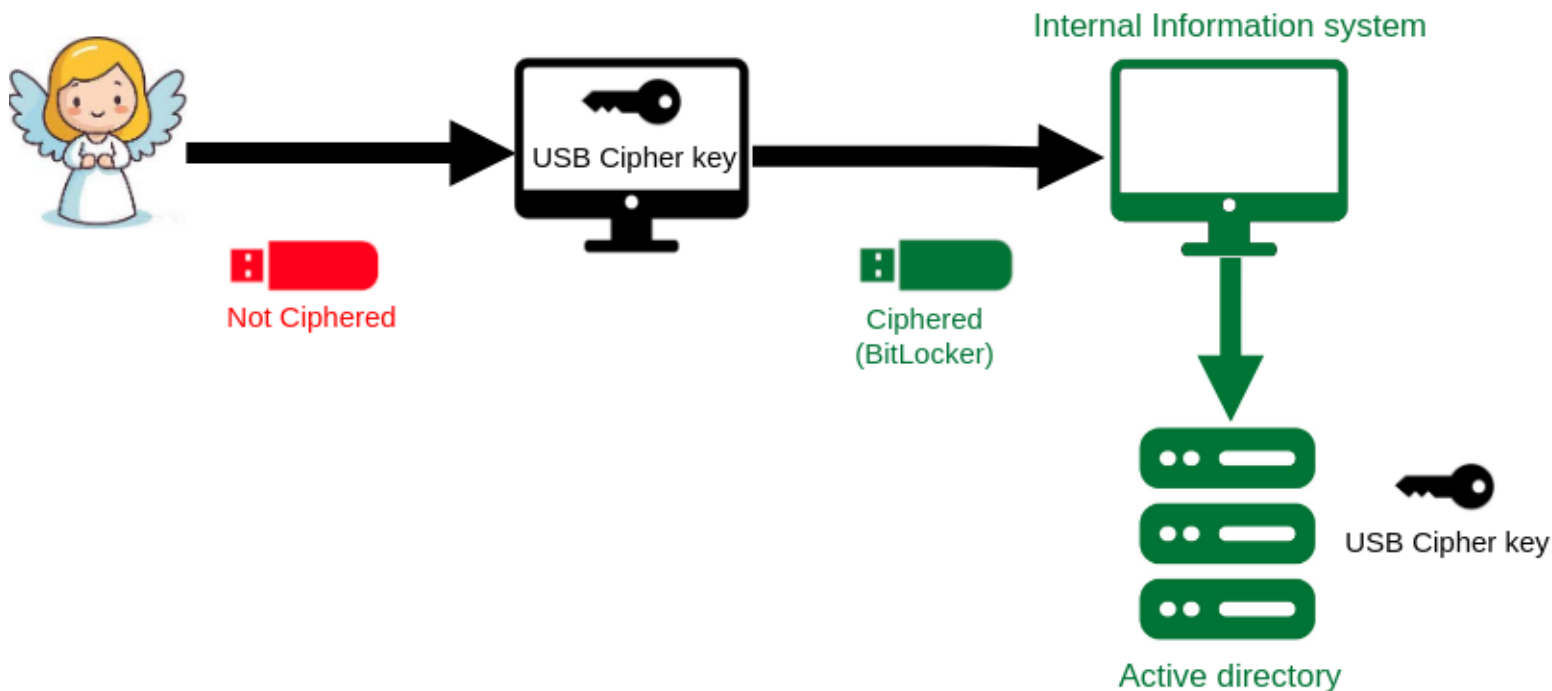 Internal Information system
USB Cipher key
Not Ciphered
Ciphered
(BitLocker)
USB Cipher key
Active directory